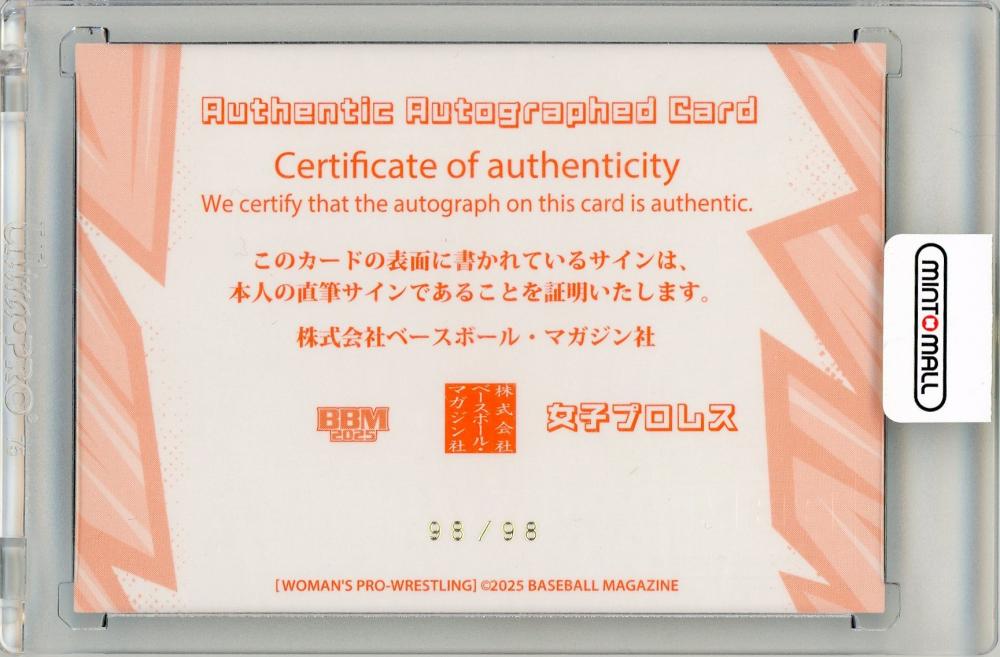 Authentic Autographed Card
Certificate of authenticity
We certify that the autograph on this card is authentic.
このカードの表面に書かれているサインは、
本人の直筆サインであることを証明いたします。
株式会社ベースボール・マガジン社
BBM
2025
株式会社
ベースボール・
マガジン社
女子プロレス
98/98
[WOMAN'S PRO-WRESTLING] ©2025 BASEBALL MAGAZINE
MINTOMALL
ULTRA·PRO